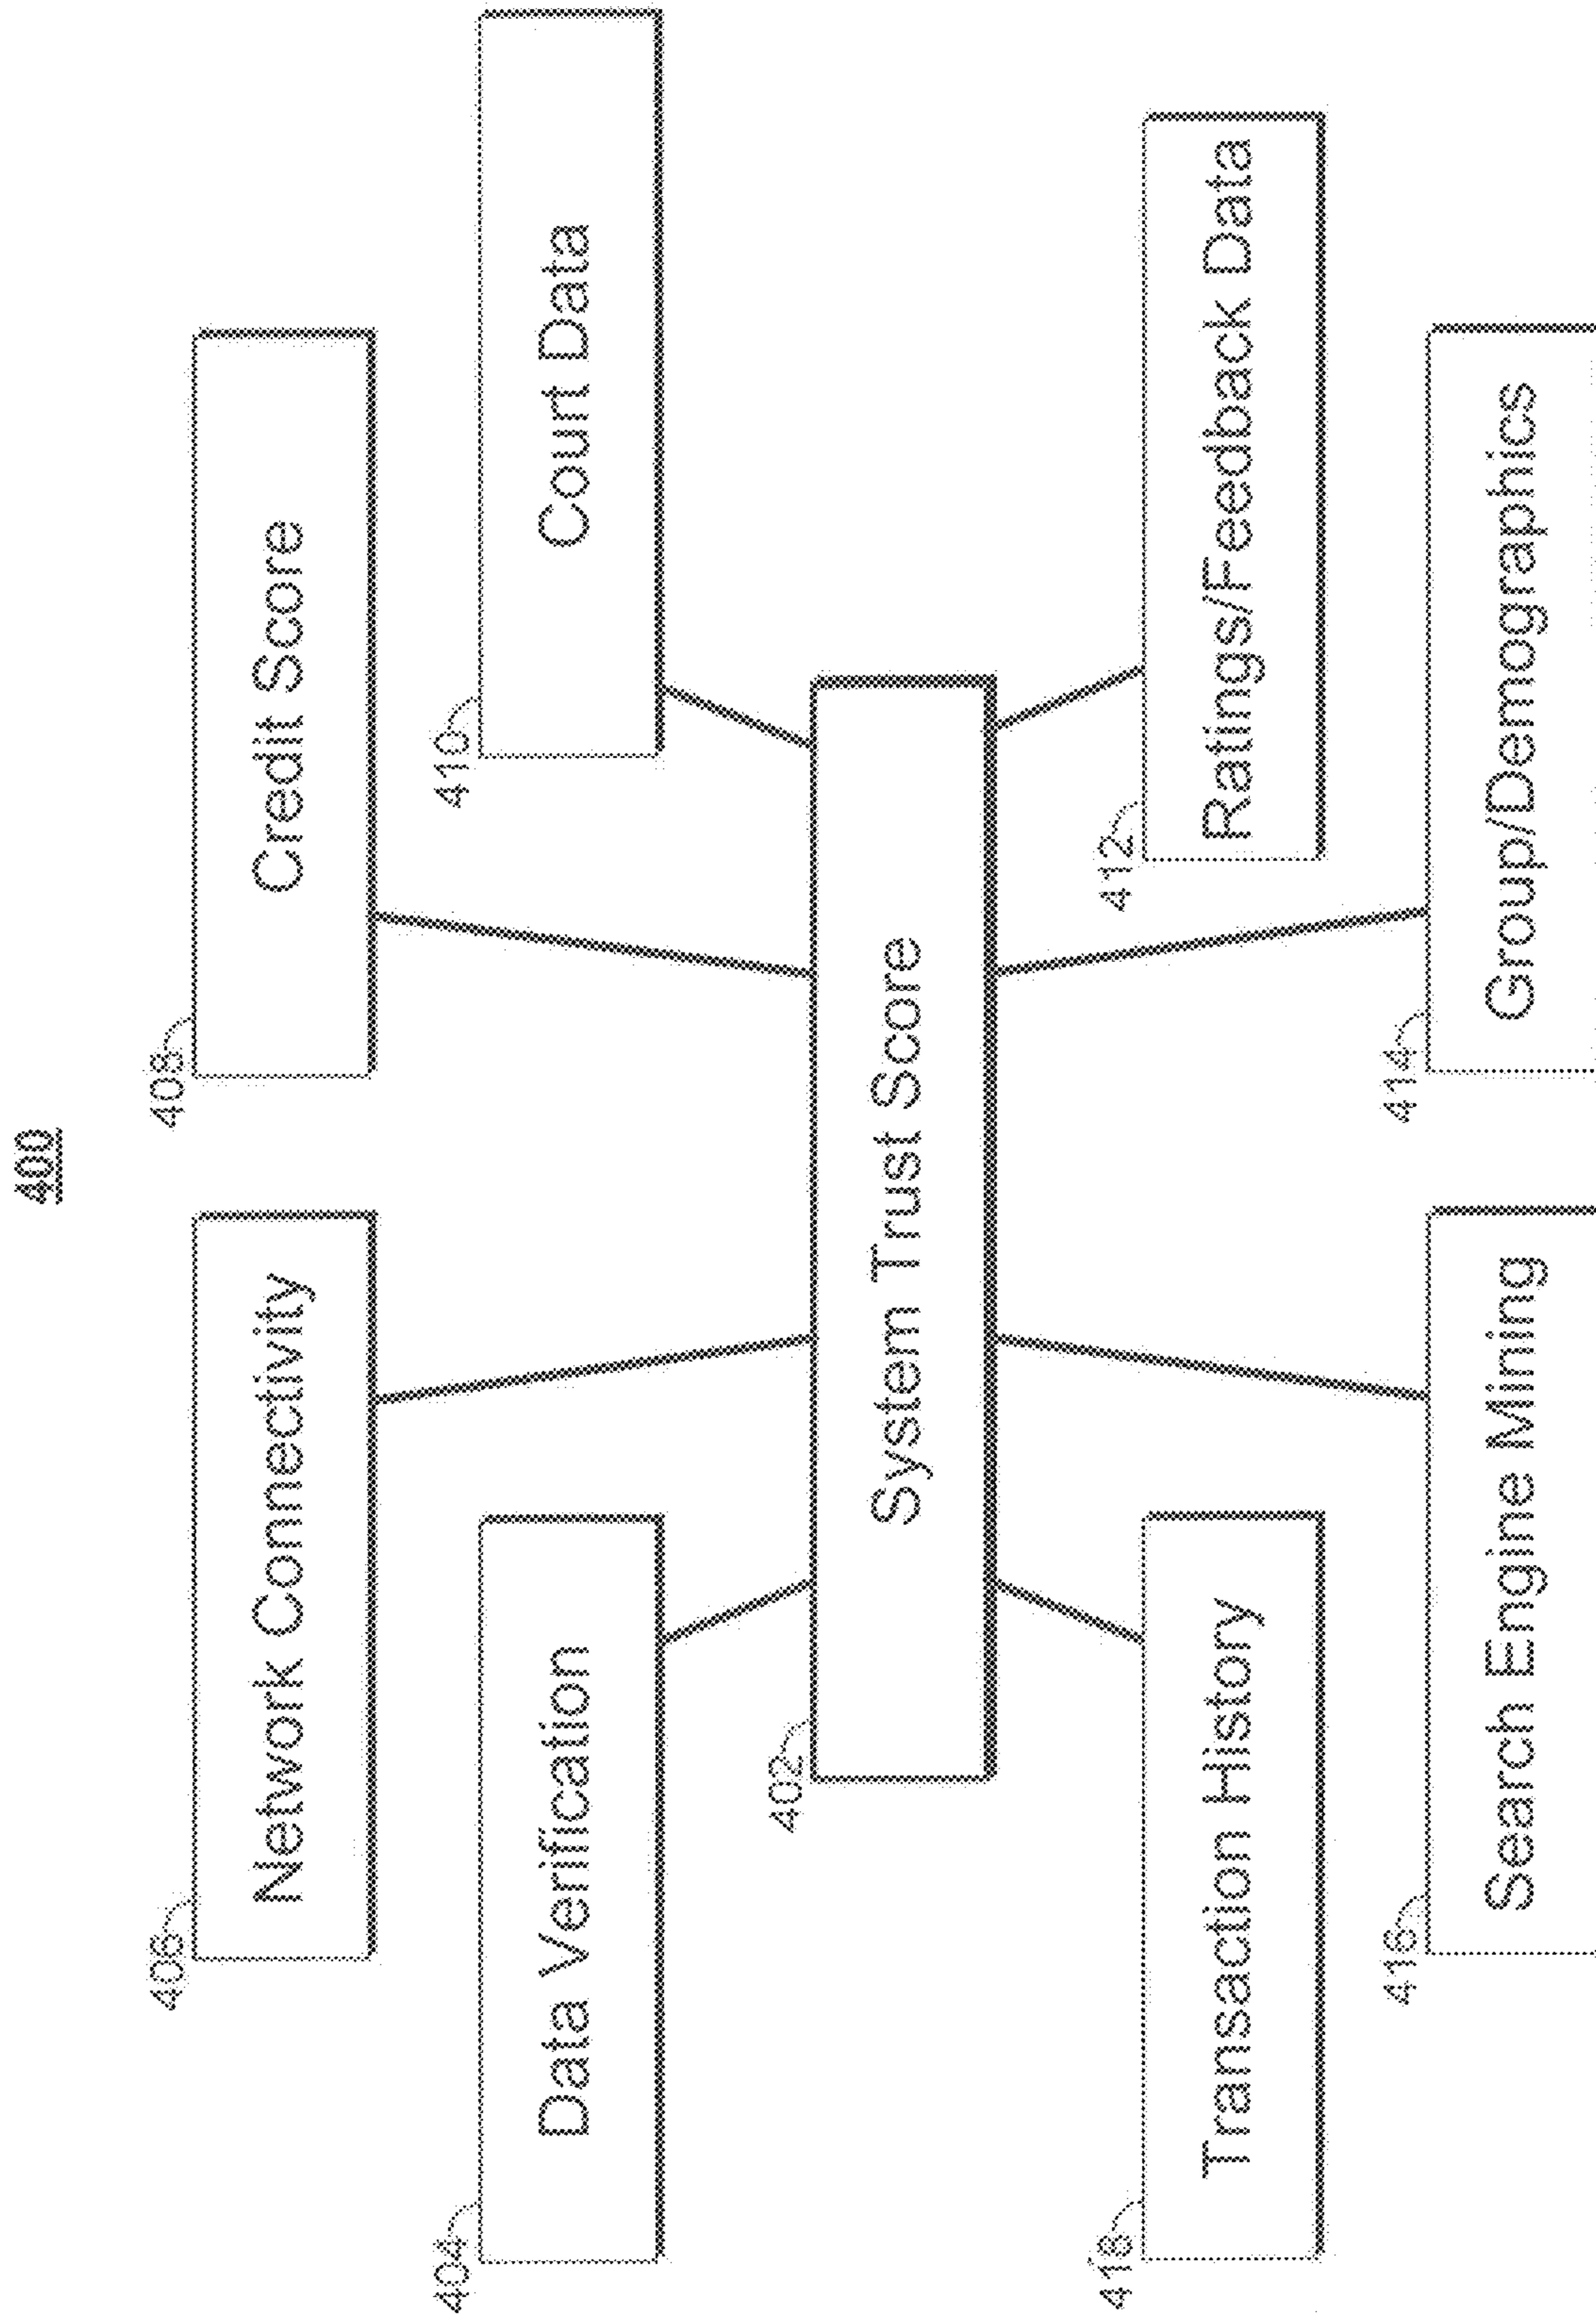 400
406
Network Connectivity
408
Credit Score
404
Data Verification
410
Court Data
402
System Trust Score
418
Transaction History
412
Ratings/Feedback Data
416
Search Engine Mining
414
Group/Demographics